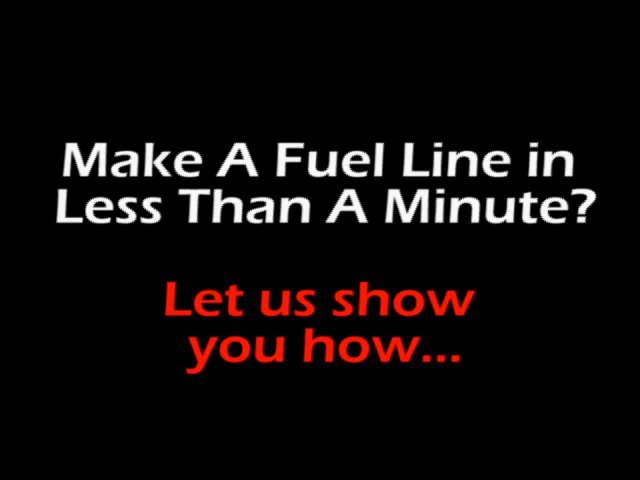 Make A Fuel Line in
Less Than A Minute?
Let us show
you how...